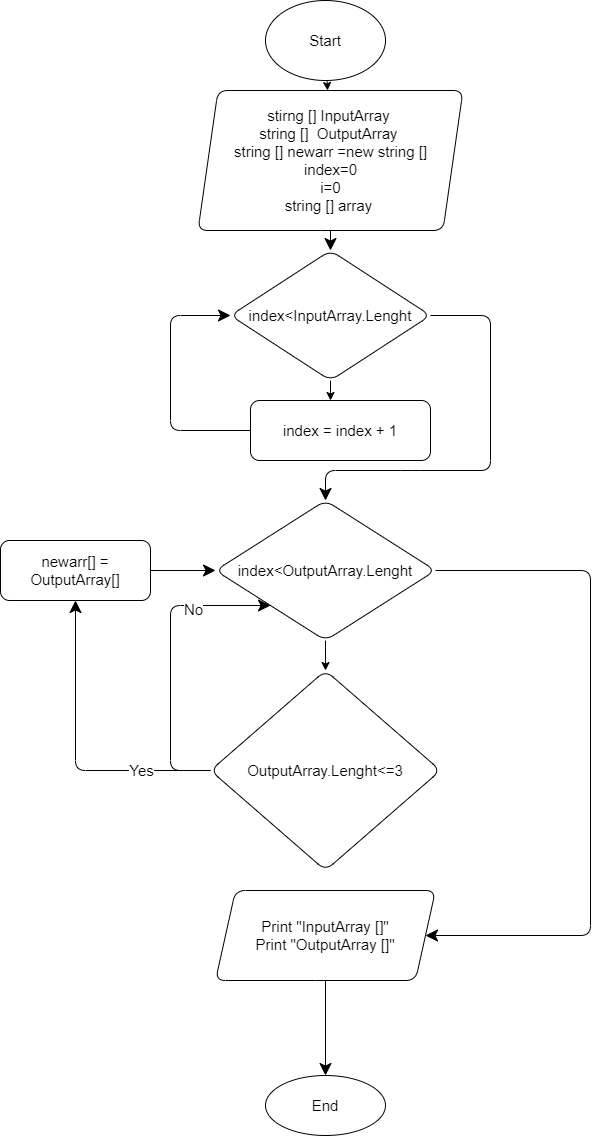 Start
stirng [] InputArray
string []  OutputArray
string [] newarr =new string []
index=0
i=0
string [] array
index<InputArray.Lenght
index = index + 1
newarr[] =
OutputArray[]
index<OutputArray.Lenght
No
Yes
OutputArray.Lenght<=3
Print "InputArray []"
Print "OutputArray []"
End